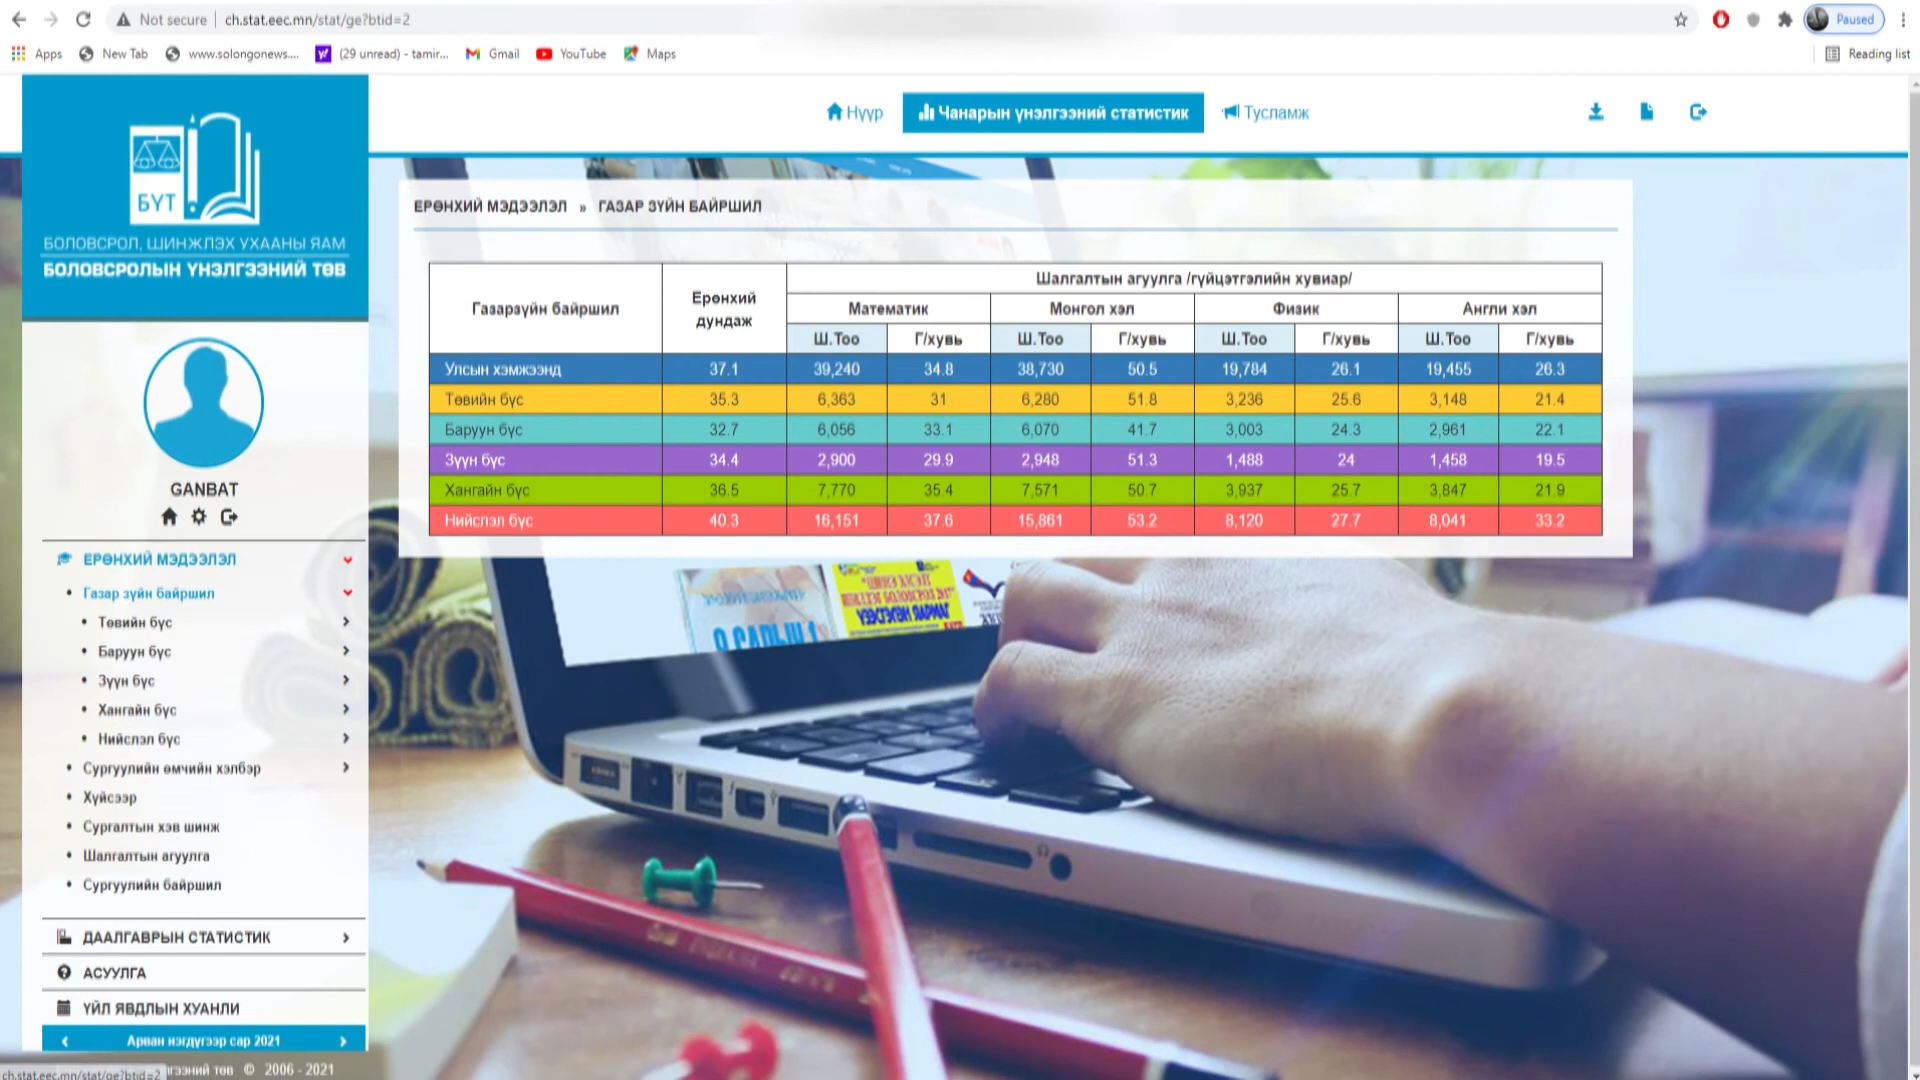 Not secure
ch.stat.eec.mn/stat/ge?btid=2
Paused
Apps
New Tab
www.solongonews....
(29 unread) - tamir...
Gmail
YouTube
Maps
Reading list
БҮТ
БОЛОВСРОЛ, ШИНЖЛЭХ УХААНЫ ЯАМ
БОЛОВСРОЛЫН ҮНЭЛГЭЭНИЙ ТӨВ
Нүүр
Чанарын үнэлгээний статистик
Тусламж
ЕРӨНХИЙ МЭДЭЭЛЭЛ » ГАЗАР ЗҮЙН БАЙРШИЛ
Газарзүйн байршил
Ерөнхий дундаж
Шалгалтын агуулга /гүйцэтгэлийн хувиар/
Математик Монгол хэл Физик Англи хэл
Ш.Тоо Г/хувь Ш.Тоо Г/хувь Ш.Тоо Г/хувь Ш.Тоо Г/хувь
Улсын хэмжээнд 37.1 39,240 34.8 38,730 50.5 19,784 26.1 19,455 26.3
Төвийн бүс 35.3 6,363 31 6,280 51.8 3,236 25.6 3,148 21.4
Баруун бүс 32.7 6,056 33.1 6,070 41.7 3,003 24.3 2,961 22.1
Зүүн бүс 34.4 2,900 29.9 2,948 51.3 1,488 24 1,458 19.5
Хангайн бүс 36.5 7,770 35.4 7,571 50.7 3,937 25.7 3,847 21.9
Нийслэл бүс 40.3 16,151 37.6 15,861 53.2 8,120 27.7 8,041 33.2
GANBAT
ЕРӨНХИЙ МЭДЭЭЛЭЛ
Газар зүйн байршил
Төвийн бүс
Баруун бүс
Зүүн бүс
Хангайн бүс
Нийслэл бүс
Сургуулийн өмчийн хэлбэр
Хүйсээр
Сургалтын хэв шинж
Шалгалтын агуулга
Сургуулийн байршил
ДААЛГАВРЫН СТАТИСТИК
АСУУЛГА
ҮЙЛ ЯВДЛЫН ХУАНЛИ
Арван нэгдүгээр сар 2021
ch.stat.eec.mn/stat/ge?btid=2
төв © 2006 - 2021